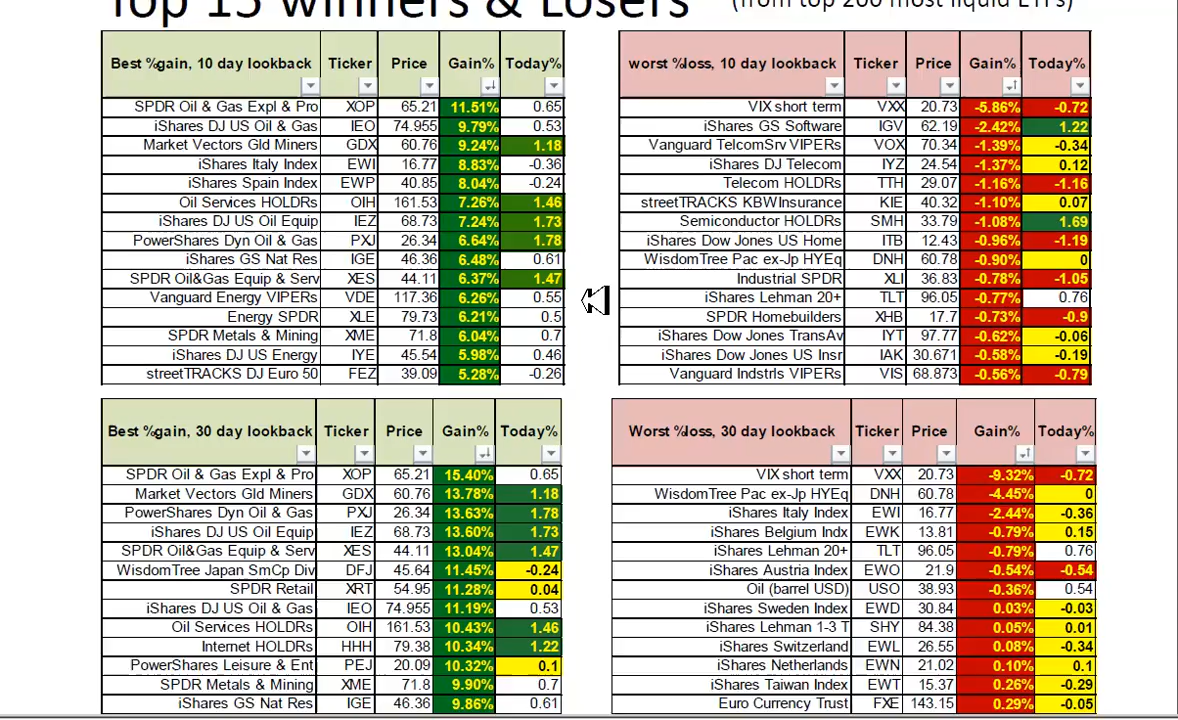 Top 15 Winners & Losers (from top 200 most liquid ETFs)
Best %gain, 10 day lookback Ticker Price Gain% Today%
SPDR Oil & Gas Expl & Pro XOP 65.21 11.51% 0.65
iShares DJ US Oil & Gas IEO 74.955 9.79% 0.53
Market Vectors Gld Miners GDX 60.76 9.24% 1.18
iShares Italy Index EWI 16.77 8.83% -0.36
iShares Spain Index EWP 40.85 8.04% -0.24
Oil Services HOLDRs OIH 161.53 7.26% 1.46
iShares DJ US Oil Equip IEZ 68.73 7.24% 1.73
PowerShares Dyn Oil & Gas PXJ 26.34 6.64% 1.78
iShares GS Nat Res IGE 46.36 6.48% 0.61
SPDR Oil&Gas Equip & Serv XES 44.11 6.37% 1.47
Vanguard Energy VIPERs VDE 117.36 6.26% 0.55
Energy SPDR XLE 79.73 6.21% 0.5
SPDR Metals & Mining XME 71.8 6.04% 0.7
iShares DJ US Energy IYE 45.54 5.98% 0.46
streetTRACKS DJ Euro 50 FEZ 39.09 5.28% -0.26
worst %loss, 10 day lookback Ticker Price Gain% Today%
VIX short term VXX 20.73 -5.86% -0.72
iShares GS Software IGV 62.19 -2.42% 1.22
Vanguard TelcomSrv VIPERs VOX 70.34 -1.39% -0.34
iShares DJ Telecom IYZ 24.54 -1.37% 0.12
Telecom HOLDRs TTH 29.07 -1.16% -1.16
streetTRACKS KBW Insurance KIE 40.32 -1.10% 0.07
Semiconductor HOLDRs SMH 33.79 -1.08% 1.69
iShares Dow Jones US Home ITB 12.43 -0.96% -1.19
WisdomTree Pac ex-Jp HYEq DNH 60.78 -0.90% 0
Industrial SPDR XLI 36.83 -0.78% -1.05
iShares Lehman 20+ TLT 96.05 -0.77% 0.76
SPDR Homebuilders XHB 17.7 -0.73% -0.9
iShares Dow Jones TransAv IYT 97.77 -0.62% -0.06
iShares Dow Jones US Insr IAK 30.671 -0.58% -0.19
Vanguard Indstrls VIPERs VIS 68.873 -0.56% -0.79
Best %gain, 30 day lookback Ticker Price Gain% Today%
SPDR Oil & Gas Expl & Pro XOP 65.21 15.40% 0.65
Market Vectors Gld Miners GDX 60.76 13.78% 1.18
PowerShares Dyn Oil & Gas PXJ 26.34 13.63% 1.78
iShares DJ US Oil Equip IEZ 68.73 13.60% 1.73
SPDR Oil&Gas Equip & Serv XES 44.11 13.04% 1.47
WisdomTree Japan SmCp Div DFJ 45.64 11.45% -0.24
SPDR Retail XRT 54.95 11.28% 0.04
iShares DJ US Oil & Gas IEO 74.955 11.19% 0.53
Oil Services HOLDRs OIH 161.53 10.43% 1.46
Internet HOLDRs HHH 79.38 10.34% 1.22
PowerShares Leisure & Ent PEJ 20.09 10.32% 0.1
SPDR Metals & Mining XME 71.8 9.90% 0.7
iShares GS Nat Res IGE 46.36 9.86% 0.61
Worst %loss, 30 day lookback Ticker Price Gain% Today%
VIX short term VXX 20.73 -9.32% -0.72
WisdomTree Pac ex-Jp HYEq DNH 60.78 -4.45% 0
iShares Italy Index EWI 16.77 -2.44% -0.36
iShares Belgium Indx EWK 13.81 -0.79% 0.15
iShares Lehman 20+ TLT 96.05 -0.79% 0.76
iShares Austria Index EWO 21.9 -0.54% -0.54
Oil (barrel USD) USO 38.93 -0.36% 0.54
iShares Sweden Index EWD 30.84 0.03% -0.03
iShares Lehman 1-3 T SHY 84.38 0.05% 0.01
iShares Switzerland EWL 26.55 0.08% -0.34
iShares Netherlands EWN 21.02 0.10% 0.1
iShares Taiwan Index EWT 15.37 0.26% -0.29
Euro Currency Trust FXE 143.15 0.29% -0.05